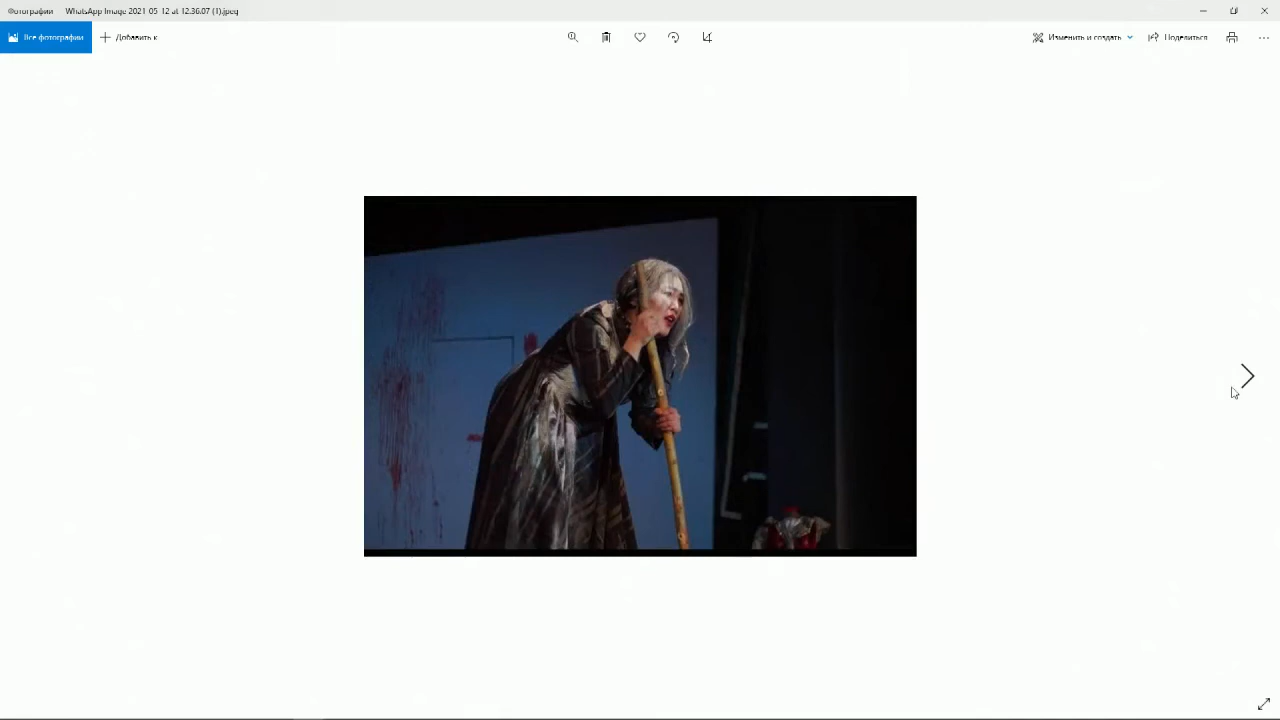 Фотографии WhatsApp Image 2021-05-12 at 12.36.07 (1).jpeg
Все фотографии Добавить к Изменить и создать Поделиться